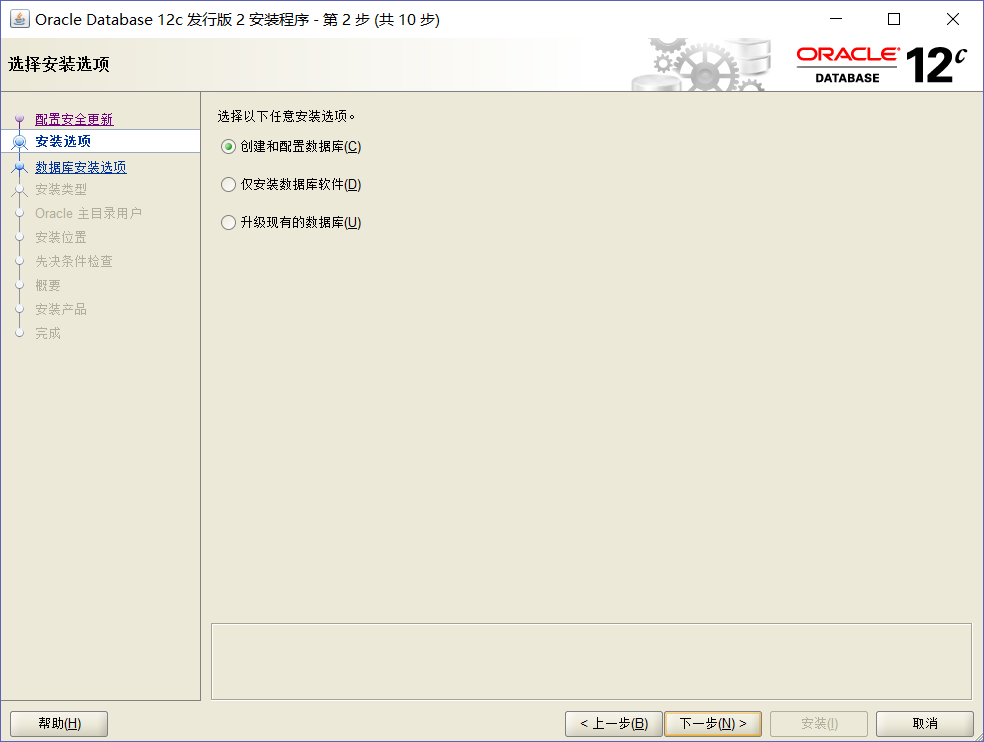 Oracle Database 12c 发行版 2 安装程序 - 第 2 步 (共 10 步)
选择安装选项
ORACLE®
DATABASE
12c
配置安全更新
安装选项
数据库安装选项
安装类型
Oracle 主目录用户
安装位置
先决条件检查
概要
安装产品
完成
选择以下任意安装选项。
创建和配置数据库(C)
仅安装数据库软件(D)
升级现有的数据库(U)
帮助(H)
< 上一步(B)
下一步(N) >
安装(I)
取消